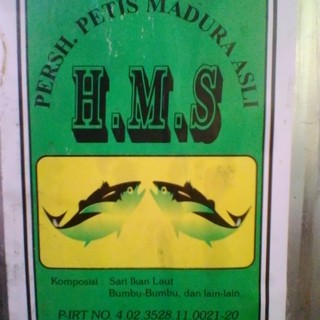 PERSH. PETIS MADURA ASLI
H.M.S
Komposisi : Sari Ikan Laut
Bumbu-Bumbu, dan lain-lain
P-IRT NO. 4 02 3528 11 0021-20